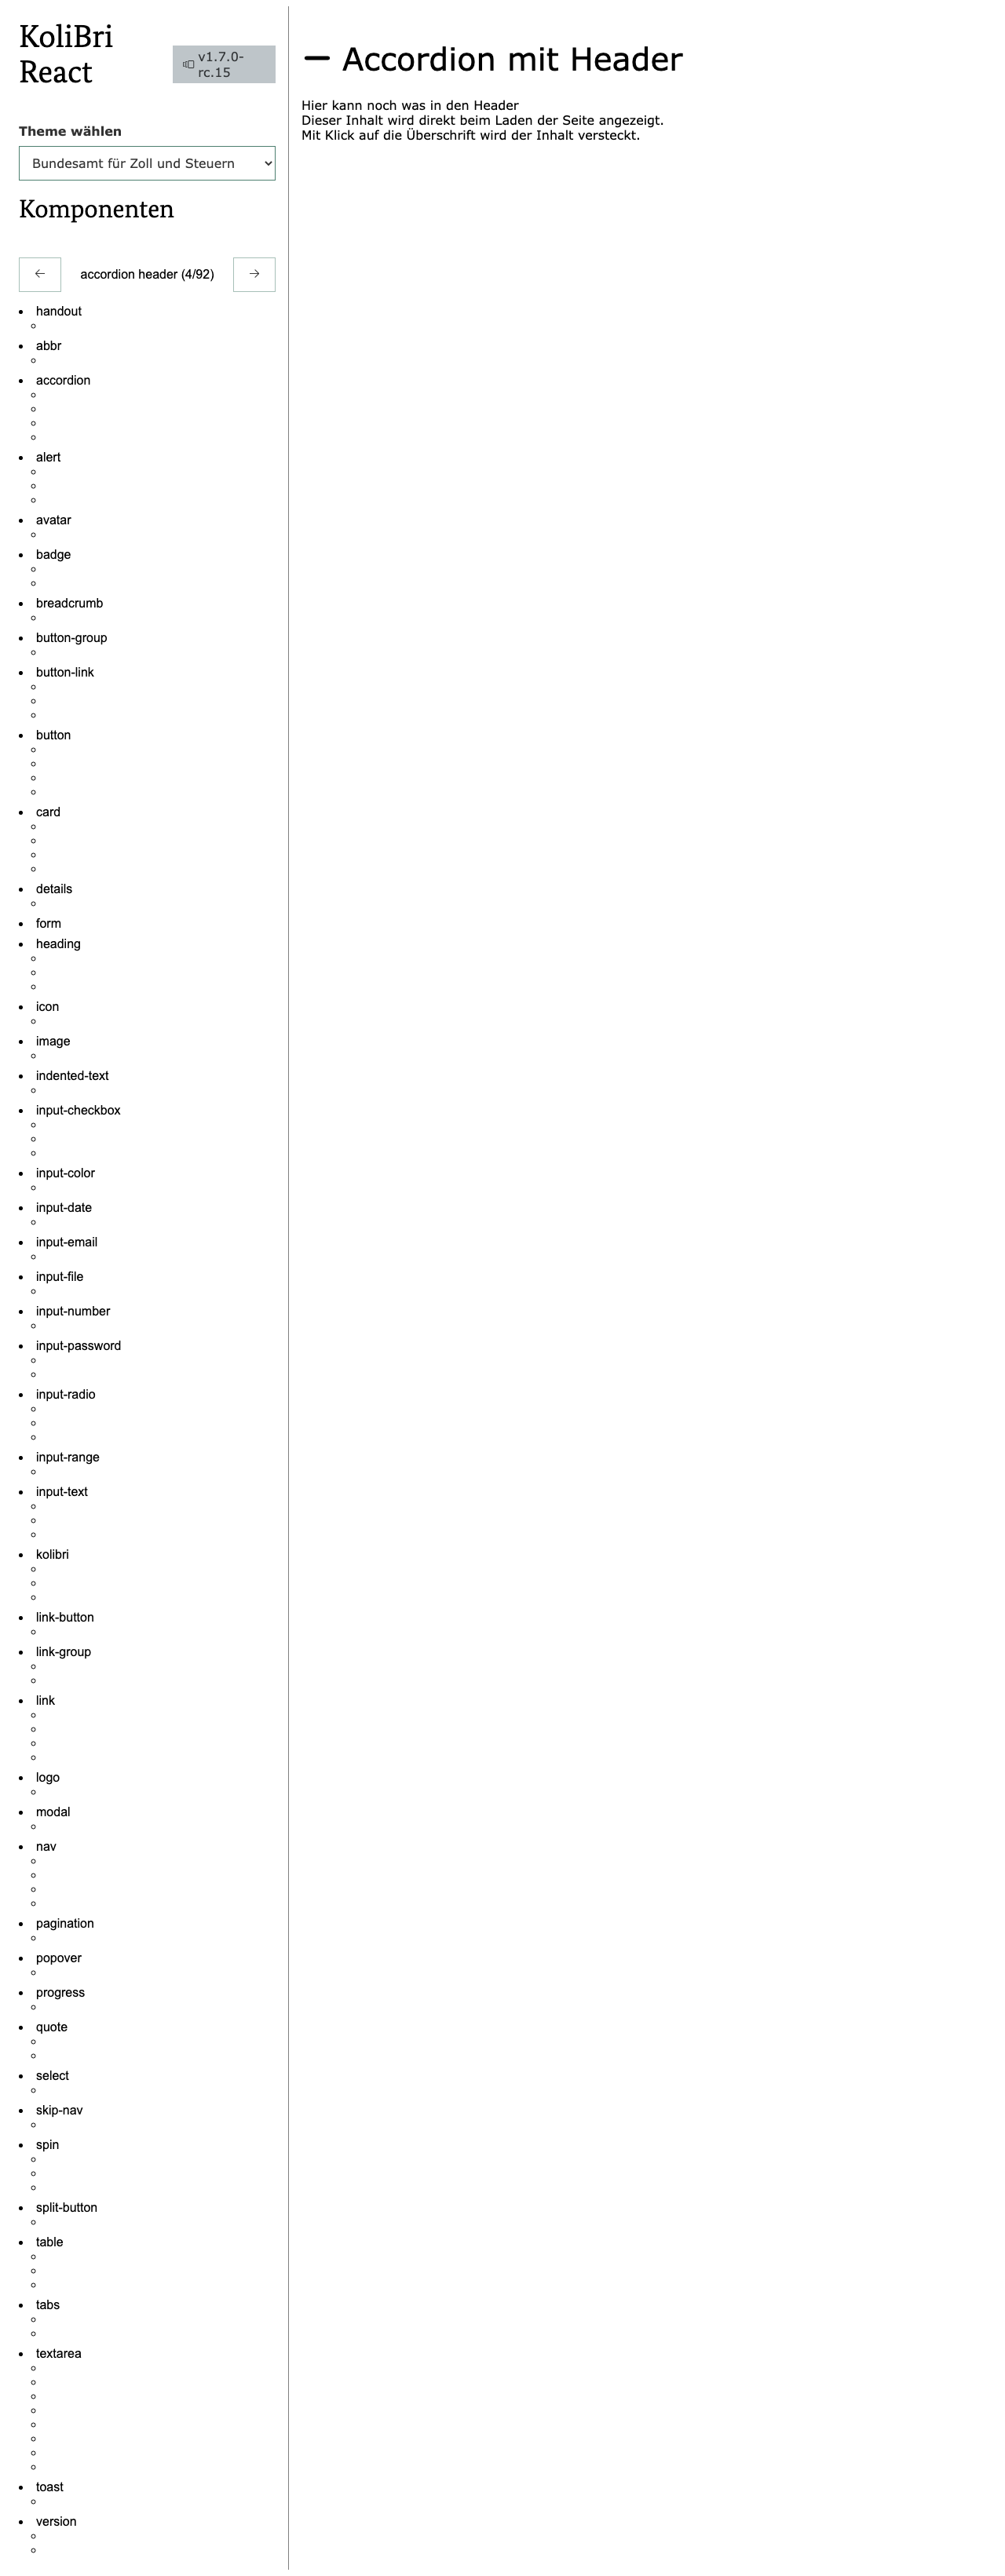 KoliBri
React
v1.7.0-
rc.15
Theme wählen
Bundesamt für Zoll und Steuern
Komponenten
accordion header (4/92)
handout
abbr
accordion
alert
avatar
badge
breadcrumb
button-group
button-link
button
card
details
form
heading
icon
image
indented-text
input-checkbox
input-color
input-date
input-email
input-file
input-number
input-password
input-radio
input-range
input-text
kolibri
link-button
link-group
link
logo
modal
nav
pagination
popover
progress
quote
select
skip-nav
spin
split-button
table
tabs
textarea
toast
version
Accordion mit Header
Hier kann noch was in den Header
Dieser Inhalt wird direkt beim Laden der Seite angezeigt.
Mit Klick auf die Überschrift wird der Inhalt versteckt.